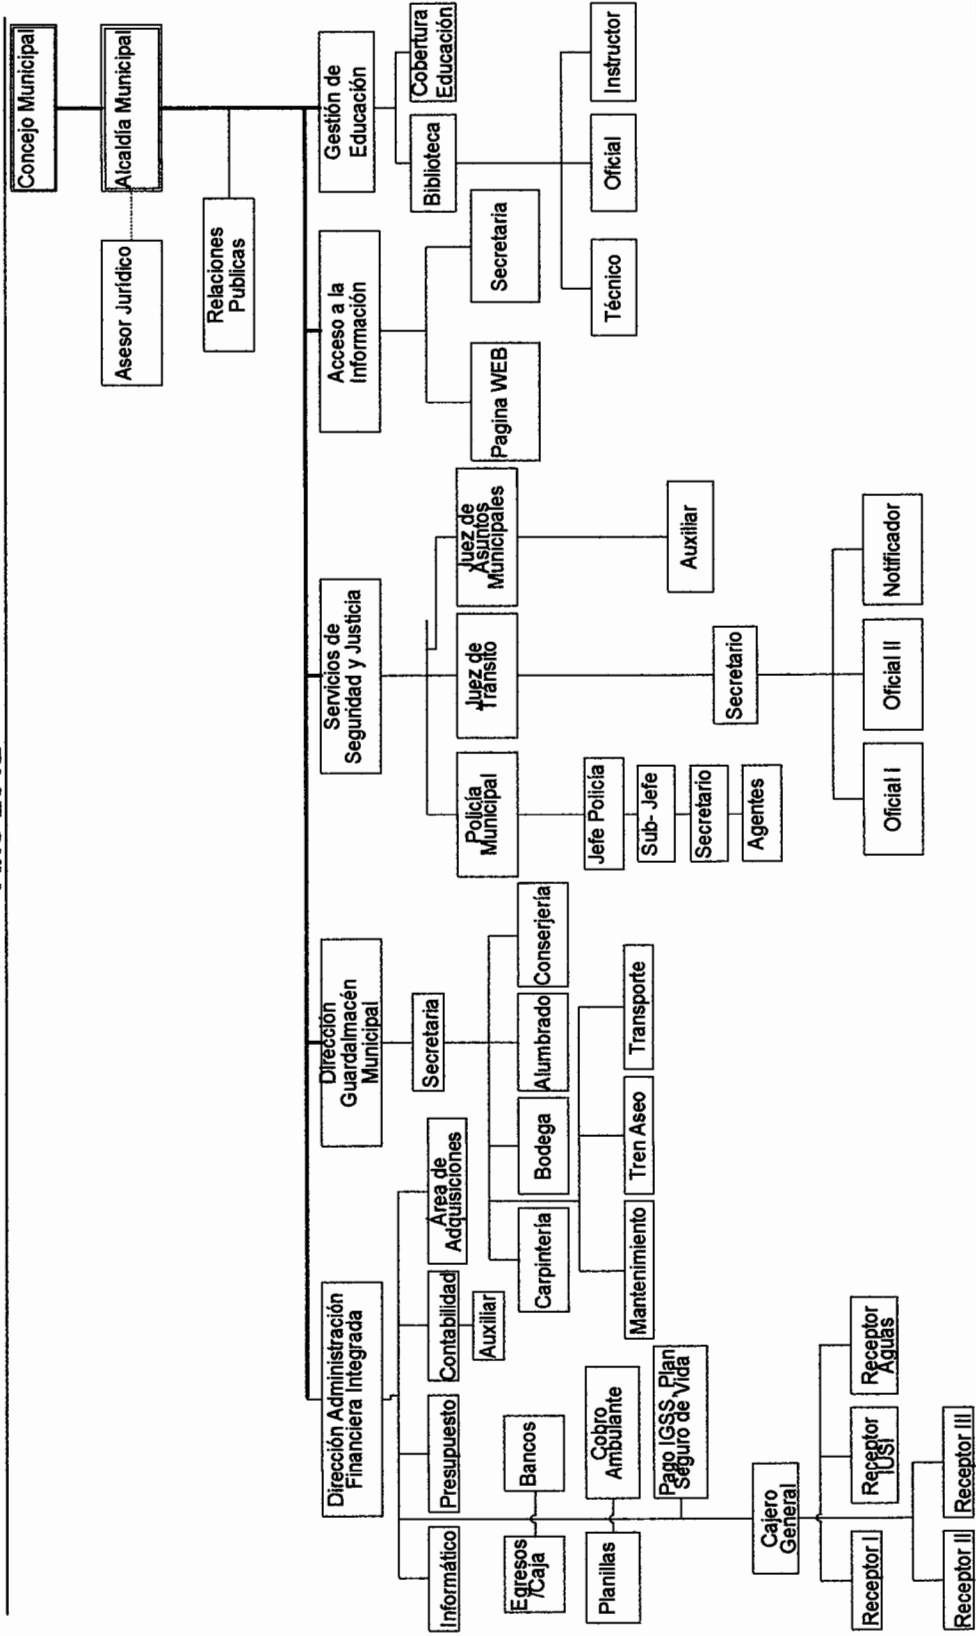 Concejo Municipal
Alcaldía Municipal
Asesor Jurídico
Relaciones
Publicas
Dirección Administración
Financiera Integrada
Dirección
Guardalmacén
Municipal
Servicios de
Seguridad y Justicia
Acceso a la
Información
Gestión de
Educación
Informático
Presupuesto
Contabilidad
Área de
Adquisiciones
Auxiliar
Egresos
/Caja
Bancos
Planillas
Cobro
Ambulante
Pago IGSS, Plan
Seguro de Vida
Cajero
General
Receptor I
Receptor
IUSI
Receptor
Aguas
Receptor II
Receptor III
Secretaria
Carpintería
Bodega
Alumbrado
Conserjería
Mantenimiento
Tren Aseo
Transporte
Policía
Municipal
Juez de
Tránsito
Juez de
Asuntos
Municipales
Jefe Policía
Sub- Jefe
Secretario
Agentes
Secretario
Auxiliar
Oficial I
Oficial II
Notificador
Pagina WEB
Secretaria
Biblioteca
Cobertura
Educación
Técnico
Oficial
Instructor